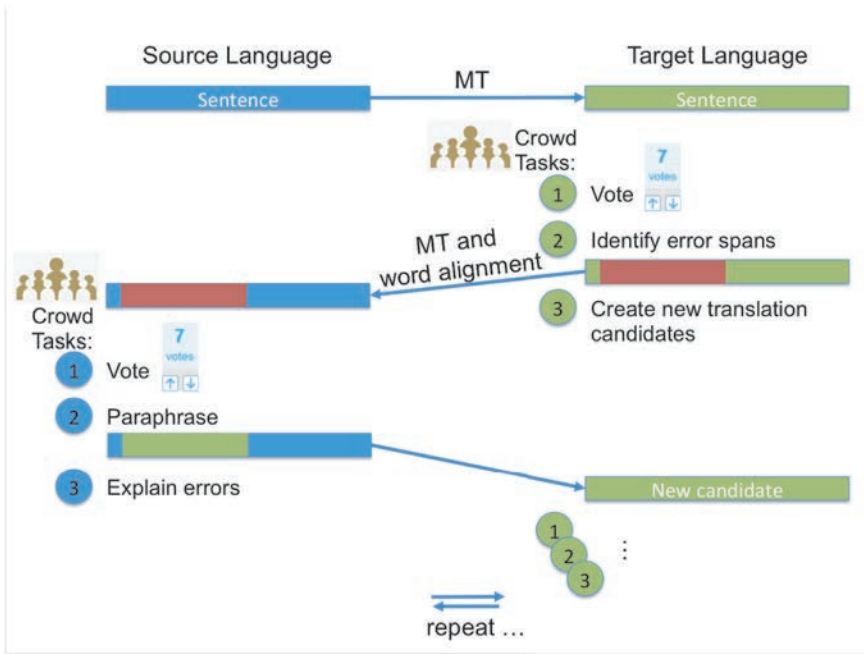 Source Language
Target Language
Sentence
MT
Sentence
Crowd
Tasks:
7
votes
1
Vote
2
Identify error spans
MT and
word alignment
3
Create new translation
candidates
Crowd
Tasks:
7
votes
1
Vote
2
Paraphrase
3
Explain errors
New candidate
1
2
3
⋮
repeat ...